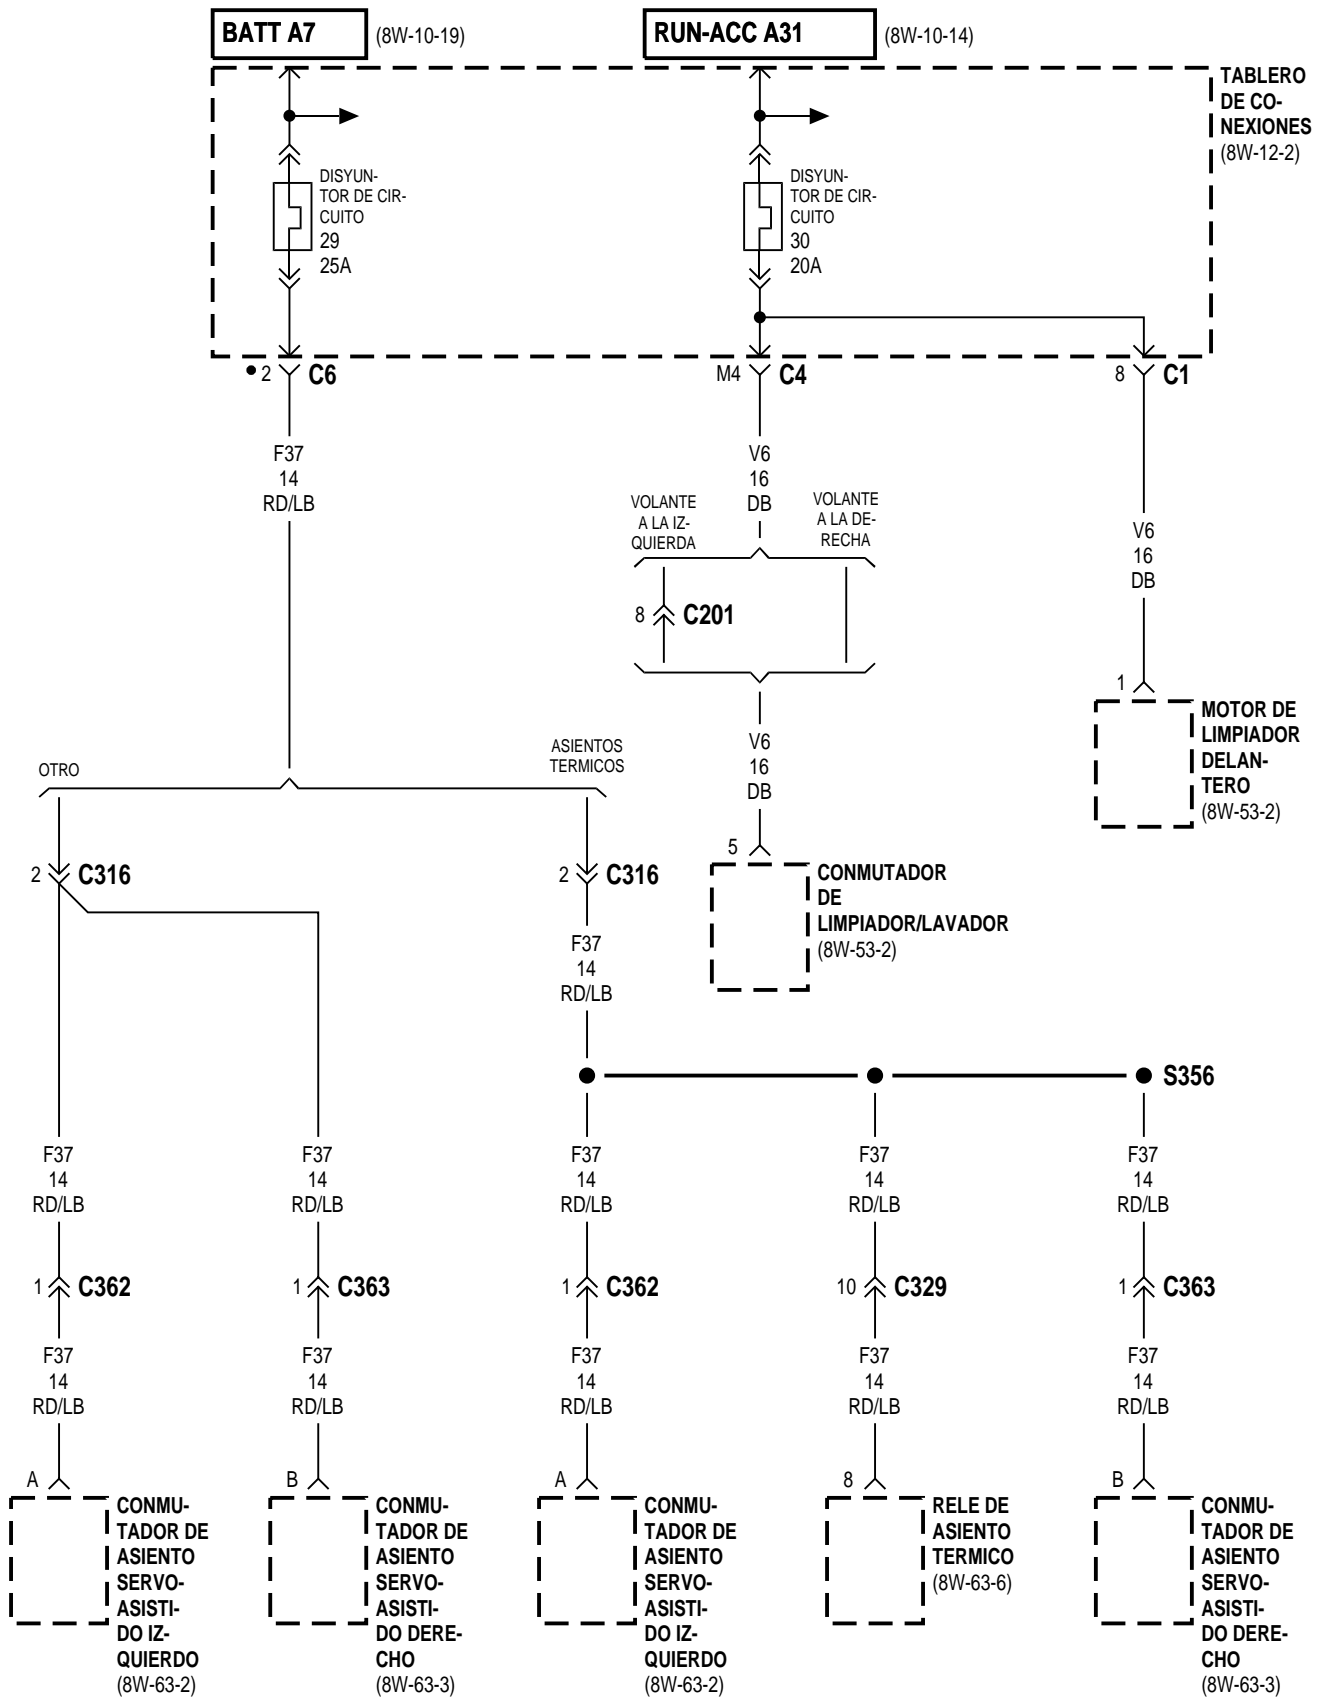 BATT A7 (8W-10-19)
RUN-ACC A31 (8W-10-14)
TABLERO
DE CO-
NEXIONES
(8W-12-2)
DISYUN-
TOR DE CIR-
CUITO
29
25A
DISYUN-
TOR DE CIR-
CUITO
30
20A
2 C6
M4 C4
8 C1
F37
14
RD/LB
V6
16
DB
VOLANTE
A LA IZ-
QUIERDA
VOLANTE
A LA DE-
RECHA
V6
16
DB
8 C201
1
MOTOR DE
LIMPIADOR
DELAN-
TERO
(8W-53-2)
V6
16
DB
OTRO
ASIENTOS
TERMICOS
5
CONMUTADOR
DE
LIMPIADOR/LAVADOR
(8W-53-2)
2 C316
2 C316
F37
14
RD/LB
S356
F37
14
RD/LB
F37
14
RD/LB
F37
14
RD/LB
F37
14
RD/LB
F37
14
RD/LB
1 C362
1 C363
1 C362
10 C329
1 C363
F37
14
RD/LB
F37
14
RD/LB
F37
14
RD/LB
F37
14
RD/LB
F37
14
RD/LB
A
CONMU-
TADOR DE
ASIENTO
SERVO-
ASISTI-
DO IZ-
QUIERDO
(8W-63-2)
B
CONMU-
TADOR DE
ASIENTO
SERVO-
ASISTI-
DO DERE-
CHO
(8W-63-3)
A
CONMU-
TADOR DE
ASIENTO
SERVO-
ASISTI-
DO IZ-
QUIERDO
(8W-63-2)
8
RELE DE
ASIENTO
TERMICO
(8W-63-6)
B
CONMU-
TADOR DE
ASIENTO
SERVO-
ASISTI-
DO DERE-
CHO
(8W-63-3)